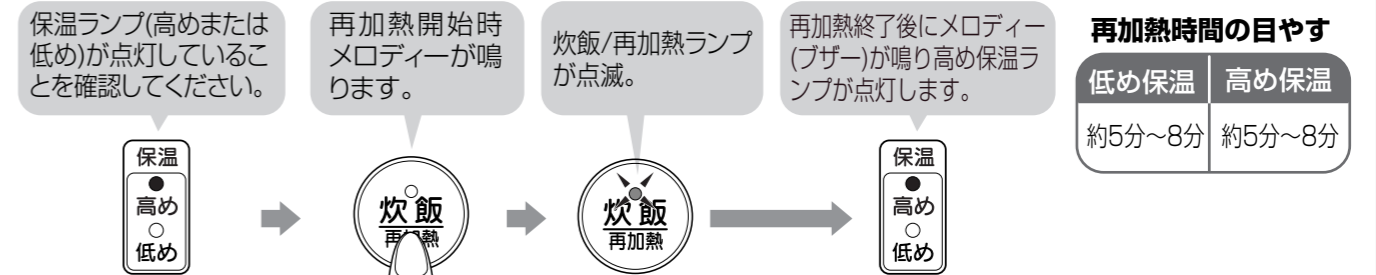 保温ランプ(高めまたは
低め)が点灯しているこ
とを確認してください。
再加熱開始時
メロディーが鳴
ります。
炊飯/再加熱ランプ
が点滅。
再加熱終了後にメロディー
(ブザー)が鳴り高め保温ラ
ンプが点灯します。
再加熱時間の目やす
低め保温 高め保温
約5分～8分 約5分～8分
保温
高め
低め
炊飯
再加熱
炊飯
再加熱
保温
高め
低め